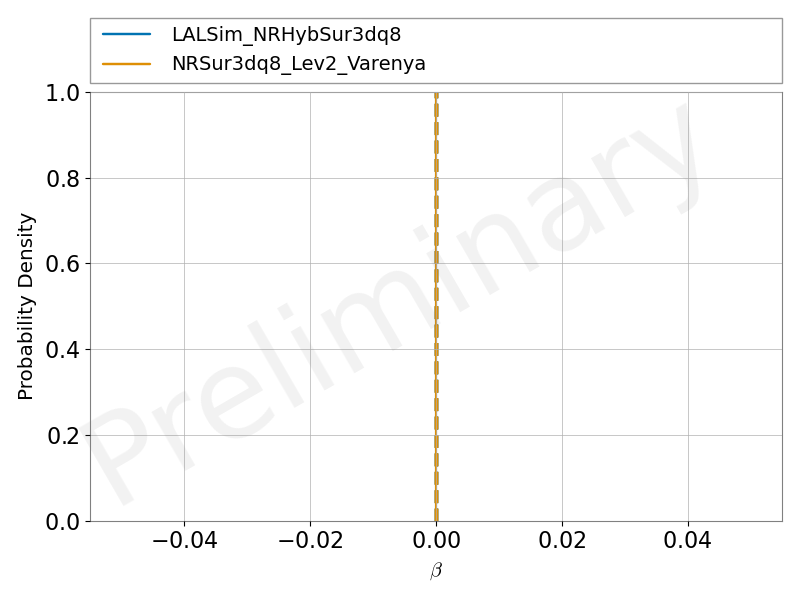 LALSim_NRHybSur3dq8
NRSur3dq8_Lev2_Varenya
1.0
0.8
0.6
0.4
0.2
0.0
Probability Density
Preliminary
−0.04 −0.02 0.00 0.02 0.04
β